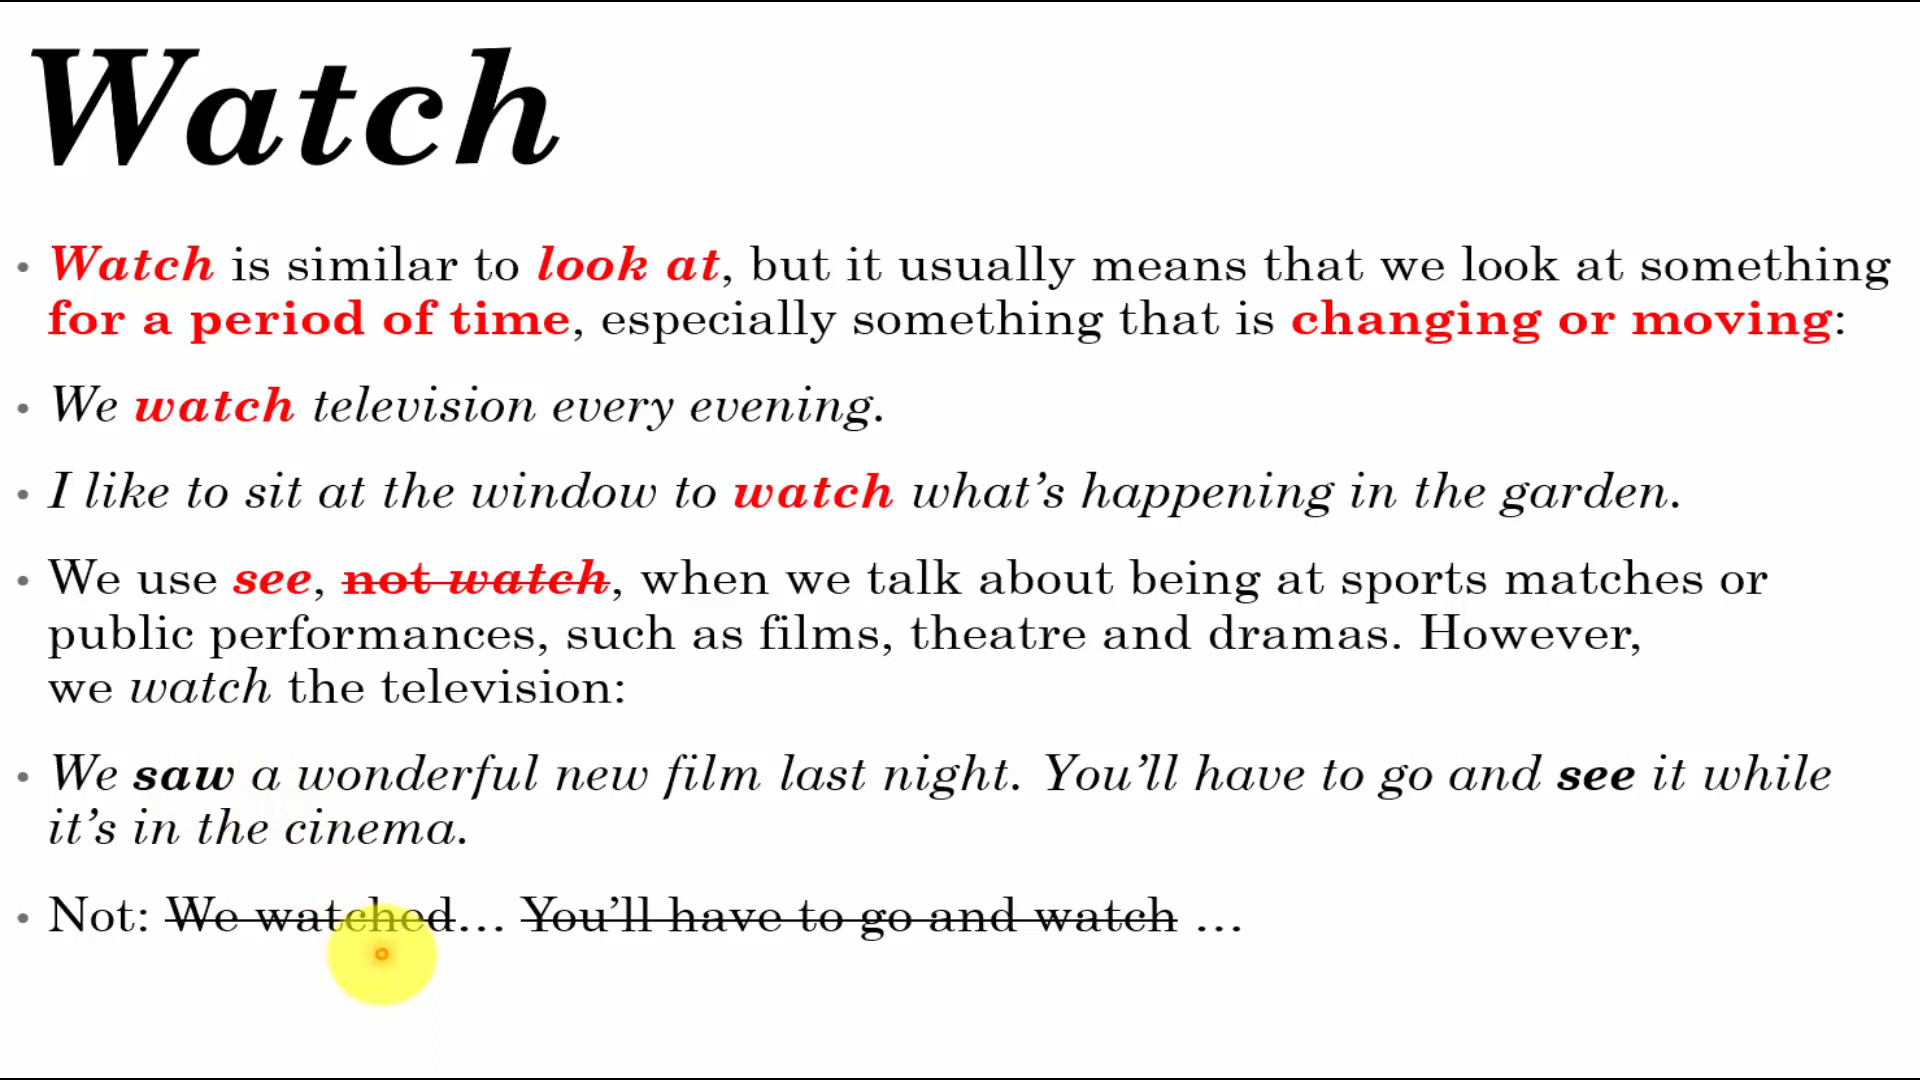 Watch
• Watch is similar to look at, but it usually means that we look at something
for a period of time, especially something that is changing or moving:
• We watch television every evening.
• I like to sit at the window to watch what’s happening in the garden.
• We use see, not watch, when we talk about being at sports matches or
public performances, such as films, theatre and dramas. However,
we watch the television:
• We saw a wonderful new film last night. You’ll have to go and see it while
it’s in the cinema.
• Not: We watched… You’ll have to go and watch …